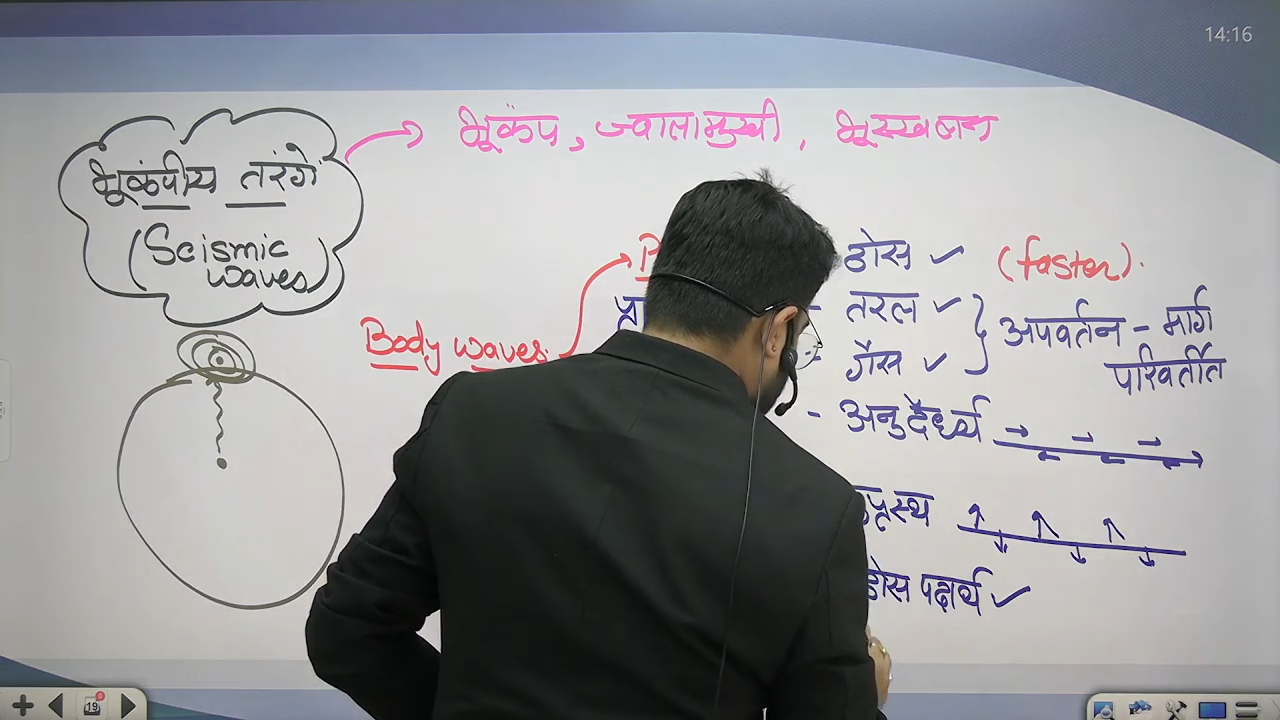 14:16
भूकंप, ज्वालामुखी, भूस्खलन
भूकंपीय तरंगे
(Seismic
waves)
P
ठोस ✓ (faster).
तरल ✓
अपवर्तन - मार्ग
Body waves
गैस ✓
परिवर्तीत
- अनुदैर्ध्य
ठोस पदार्थ ✓
19